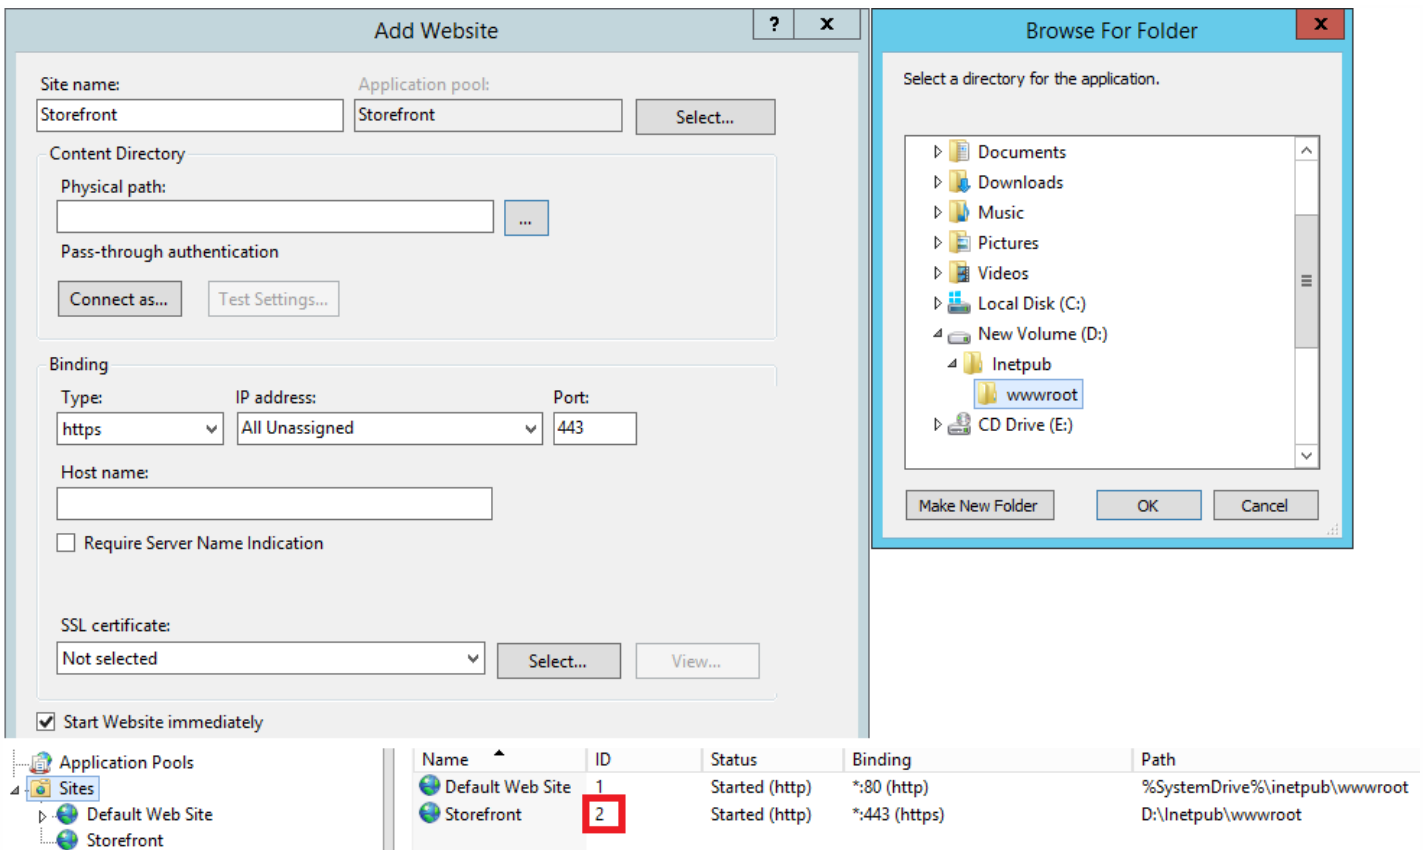 Add Website
?
x
Site name:
Application pool:
Storefront
Storefront
Select...
Content Directory
Physical path:
...
Pass-through authentication
Connect as...
Test Settings...
Binding
Type:
IP address:
Port:
https
All Unassigned
443
Host name:
Require Server Name Indication
SSL certificate:
Not selected
Select...
View...
Start Website immediately
Browse For Folder
x
Select a directory for the application.
Documents
Downloads
Music
Pictures
Videos
Local Disk (C:)
New Volume (D:)
Inetpub
wwwroot
CD Drive (E:)
Make New Folder
OK
Cancel
Application Pools
Sites
Default Web Site
Storefront
Name ID Status Binding Path
Default Web Site 1 Started (http) *:80 (http) %SystemDrive%\inetpub\wwwroot
Storefront 2 Started (http) *:443 (https) D:\Inetpub\wwwroot